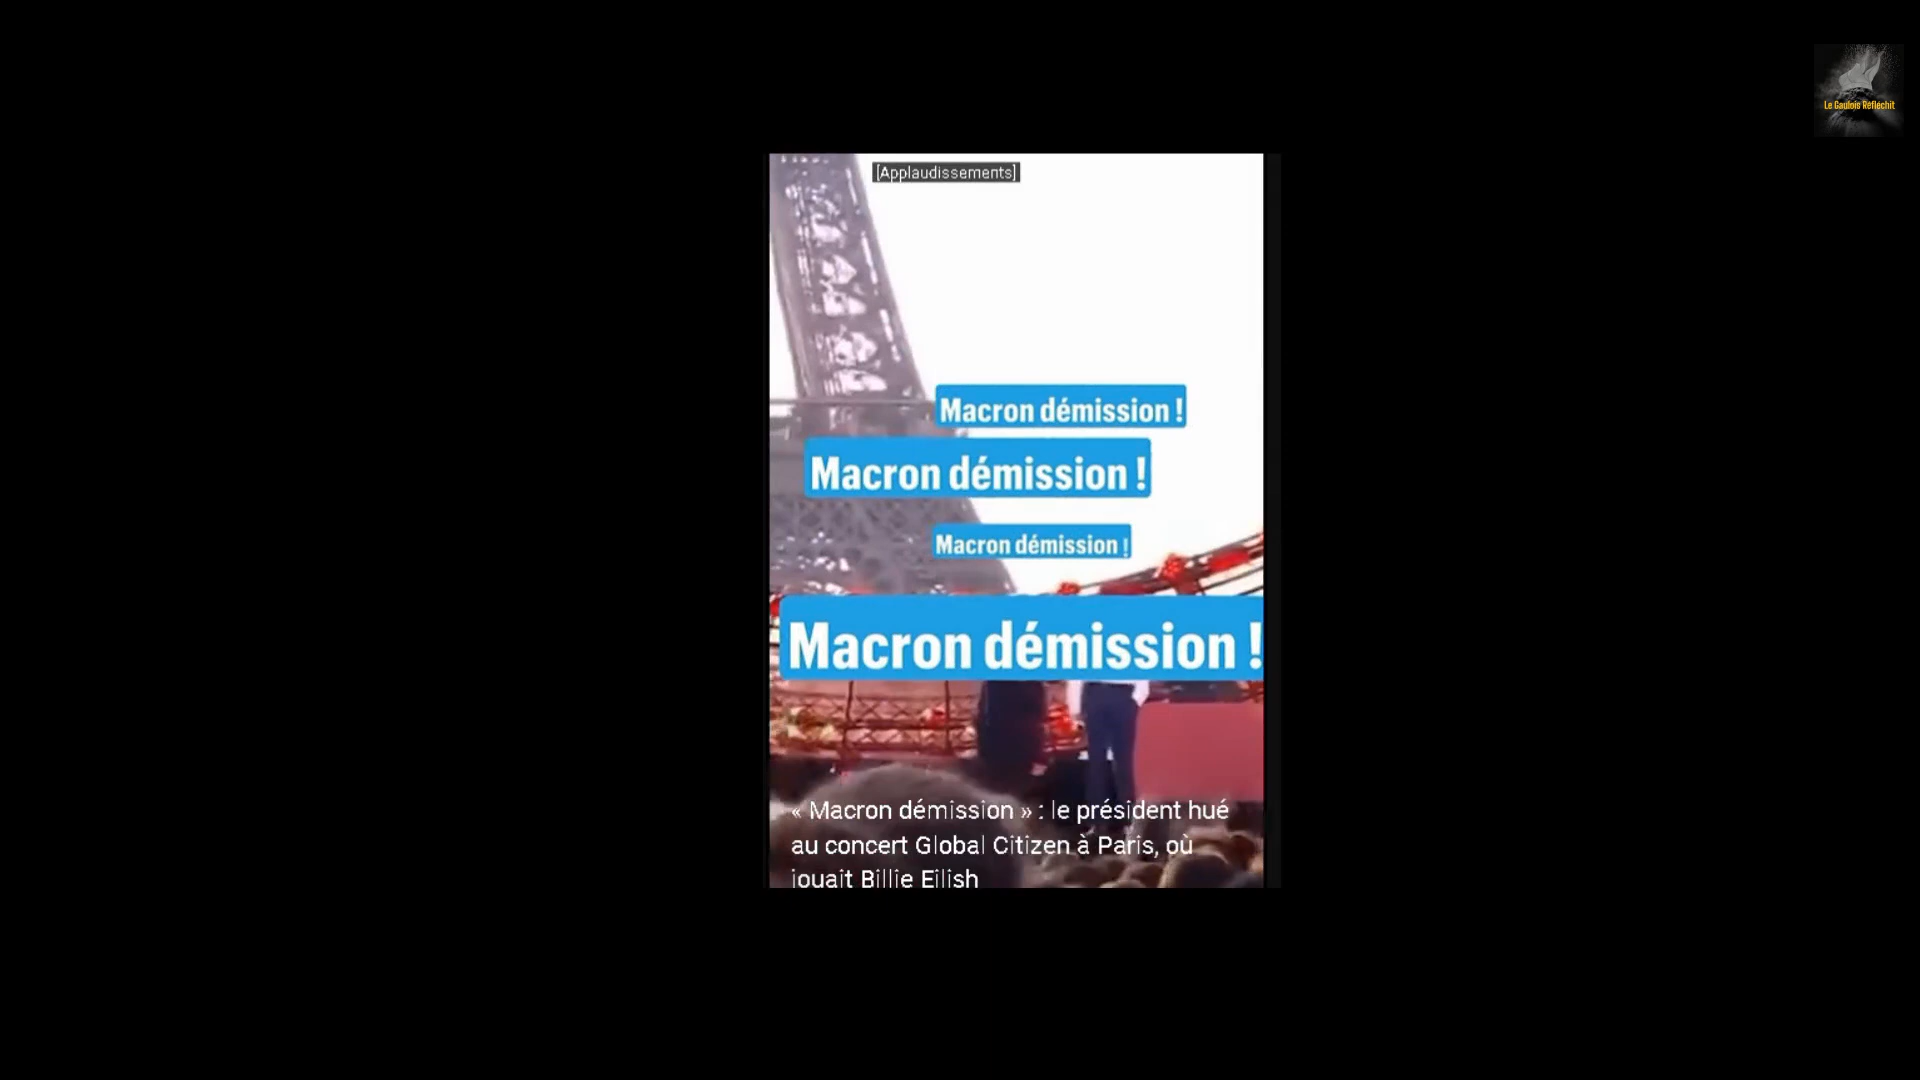 Le Gaulois Réfléchit
[Applaudissements]
Macron démission !
Macron démission !
Macron démission !
Macron démission !
« Macron démission » : le président hué
au concert Global Citizen à Paris, où
jouait Billie Eilish